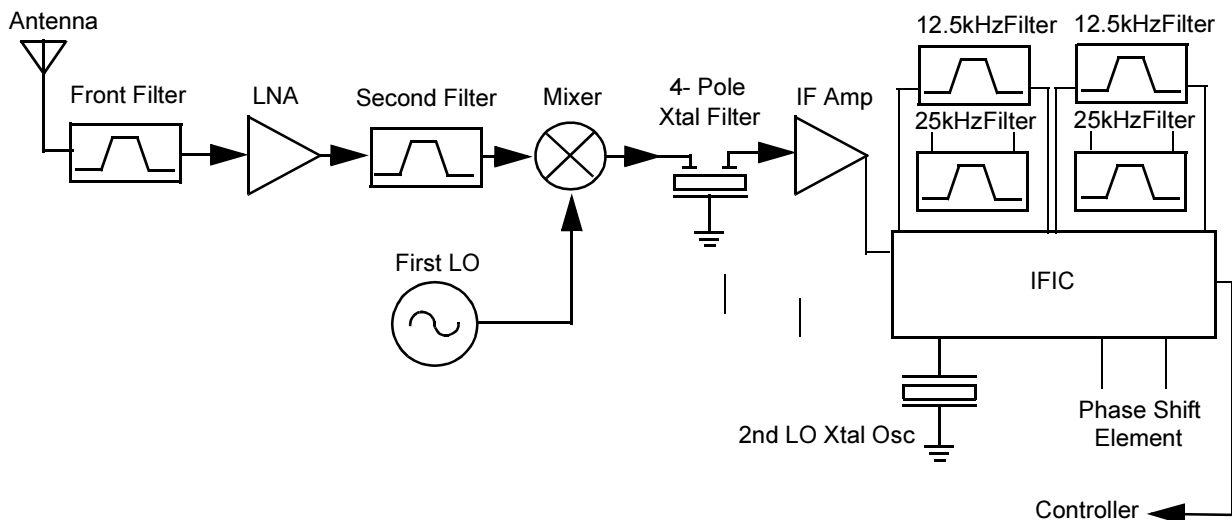 Antenna
Front Filter
LNA
Second Filter
Mixer
4- Pole
Xtal Filter
IF Amp
12.5kHzFilter
12.5kHzFilter
25kHzFilter
25kHzFilter
First LO
IFIC
2nd LO Xtal Osc
Phase Shift
Element
Controller